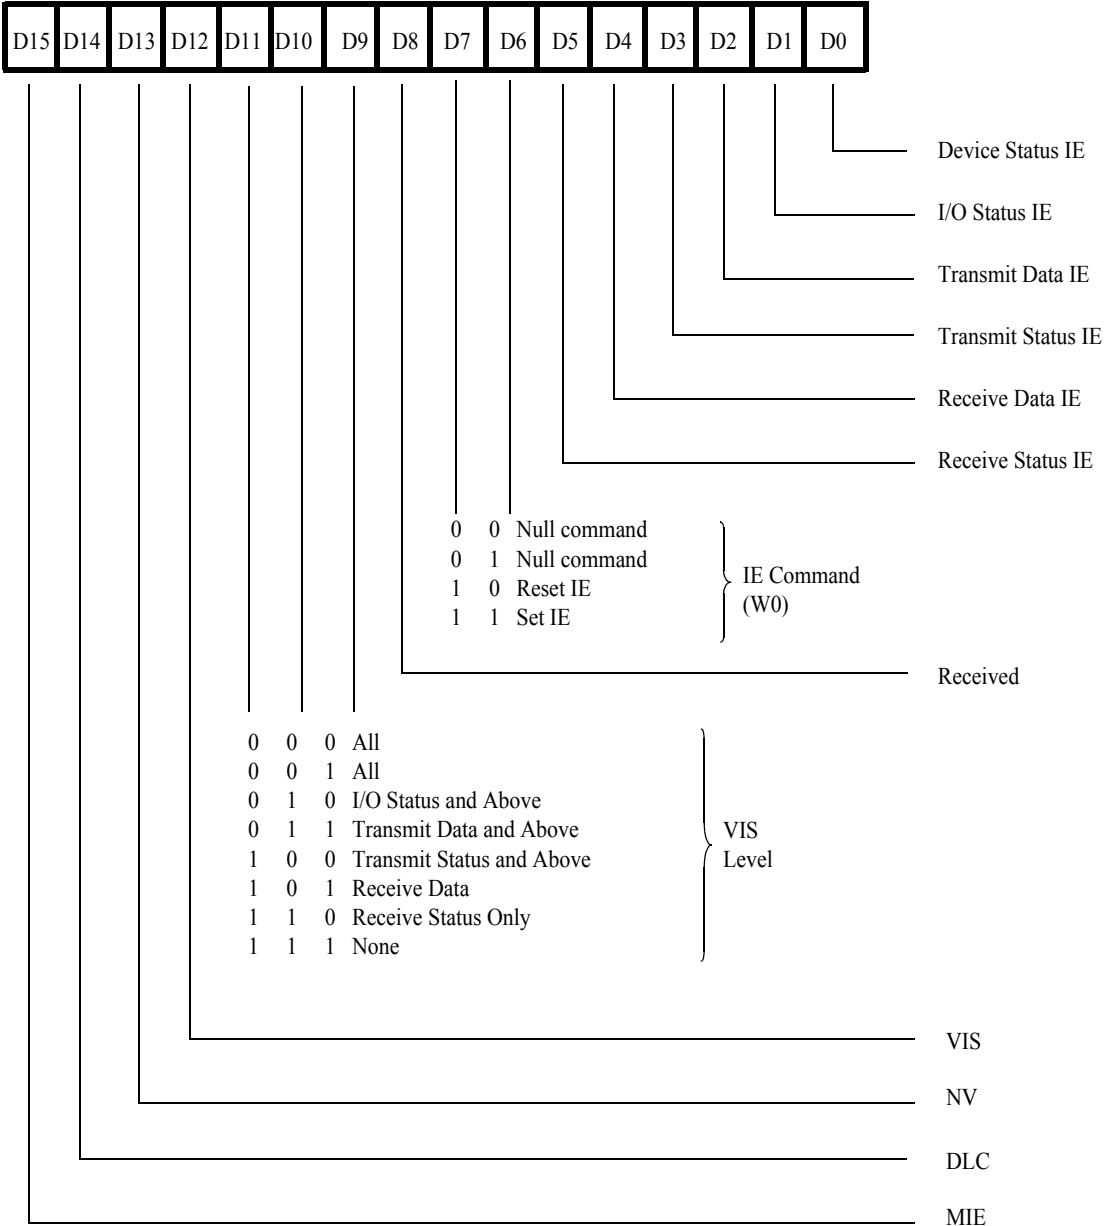 D15 D14 D13 D12 D11 D10 D9 D8 D7 D6 D5 D4 D3 D2 D1 D0
Device Status IE
I/O Status IE
Transmit Data IE
Transmit Status IE
Receive Data IE
Receive Status IE
0 0 Null command
0 1 Null command
1 0 Reset IE
1 1 Set IE
IE Command
(W0)
Received
0 0 0 All
0 0 1 All
0 1 0 I/O Status and Above
0 1 1 Transmit Data and Above
1 0 0 Transmit Status and Above
1 0 1 Receive Data
1 1 0 Receive Status Only
1 1 1 None
VIS
Level
VIS
NV
DLC
MIE